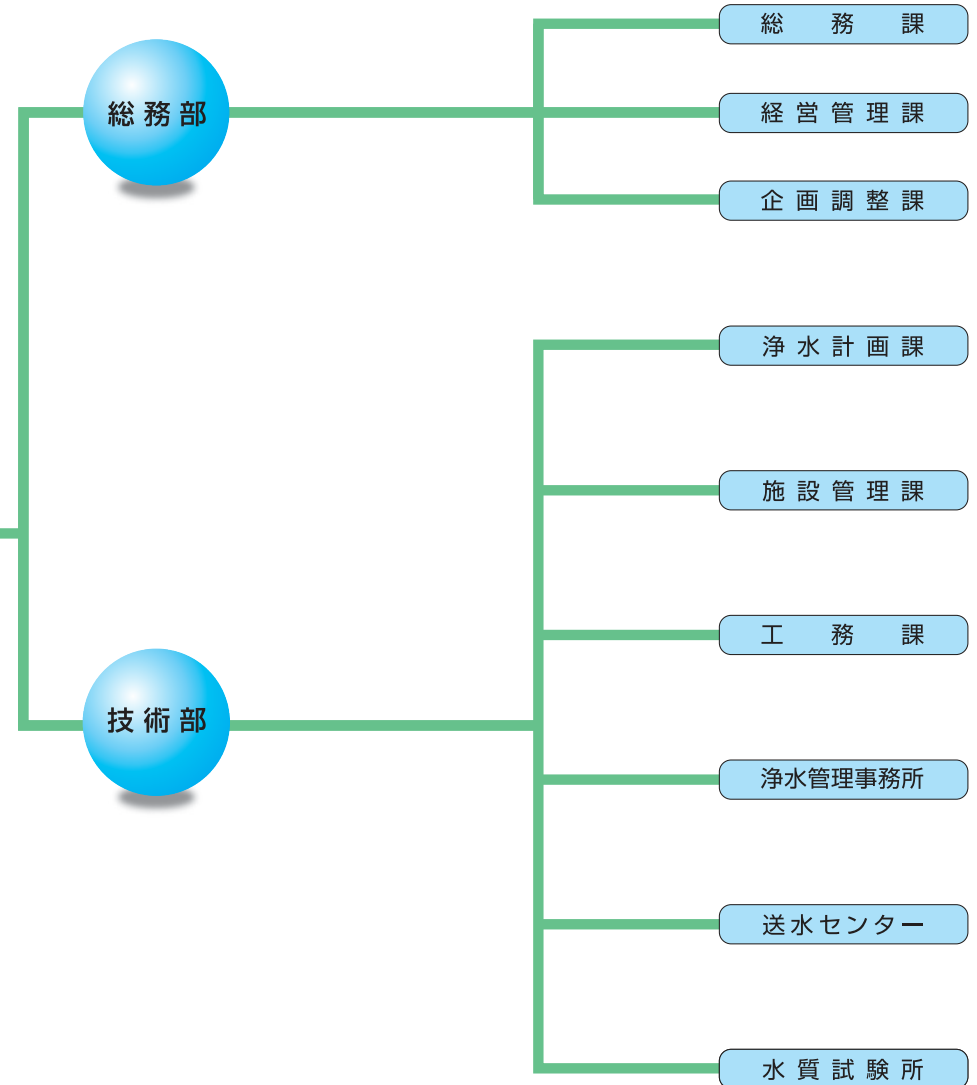 総務部
総務課
経営管理課
企画調整課
技術部
浄水計画課
施設管理課
工務課
浄水管理事務所
送水センター
水質試験所